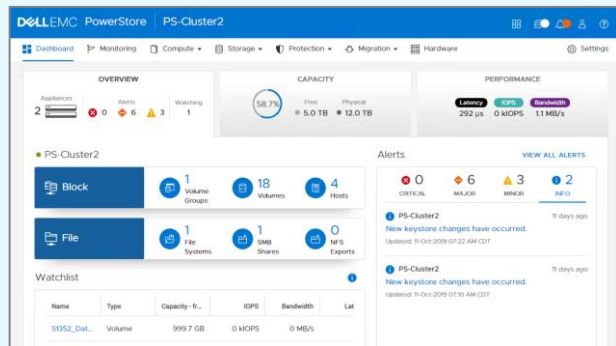 DELLEMC PowerStore PS-Cluster2
Dashboard Monitoring Compute Storage Protection Migration Hardware Settings
OVERVIEW
Appliances Alerts Watching
2 0 6 3 1
CAPACITY
58.7% Free Physical
5.0 TB 12.0 TB
PERFORMANCE
Latency IOPS Bandwidth
292 µs 0 kIOPS 1.1 MB/s
PS-Cluster2
Block
1 Volume Groups
18 Volumes
4 Hosts
File
1 File Systems
1 SMB Shares
0 NFS Exports
Watchlist
Name Type Capacity - fr... IOPS Bandwidth Lat
S1352_Dat... Volume 999.7 GB 0 kIOPS 0 MB/s
Alerts VIEW ALL ALERTS
0 6 3 2
CRITICAL MAJOR MINOR INFO
PS-Cluster2 11 days ago
New keystore changes have occurred.
Updated: 11-Oct-2019 07:22 AM CDT
PS-Cluster2 11 days ago
New keystore changes have occurred.
Updated: 11-Oct-2019 07:10 AM CDT